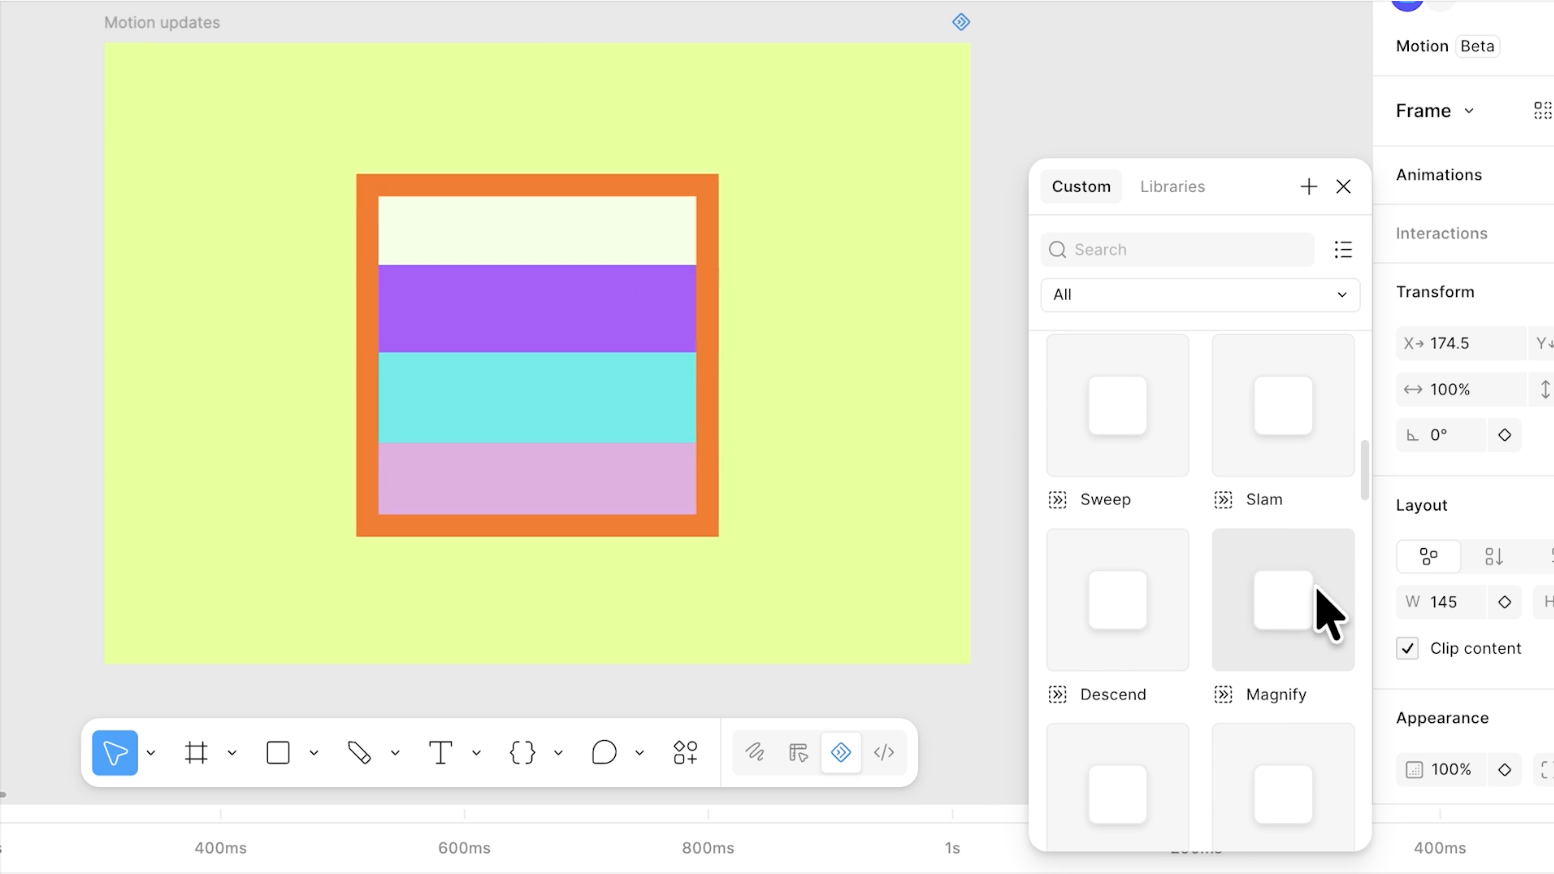 Motion updates
Motion Beta
Frame
Animations
Interactions
Transform
X 174.5 Y
100%
0°
Layout
W 145 H
Clip content
Appearance
100%
Custom Libraries
Search
All
Sweep Slam
Descend Magnify
400ms 600ms 800ms 1s 400ms